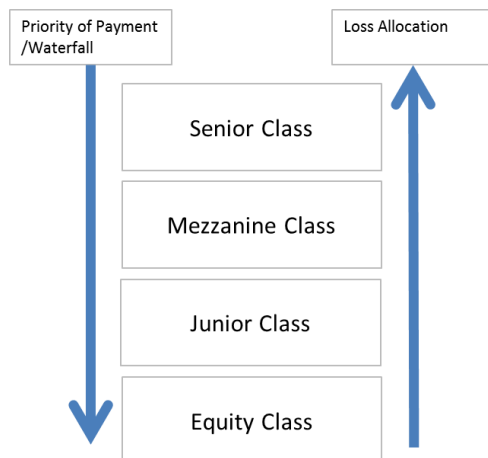 Priority of Payment
/Waterfall
Loss Allocation
Senior Class
Mezzanine Class
Junior Class
Equity Class